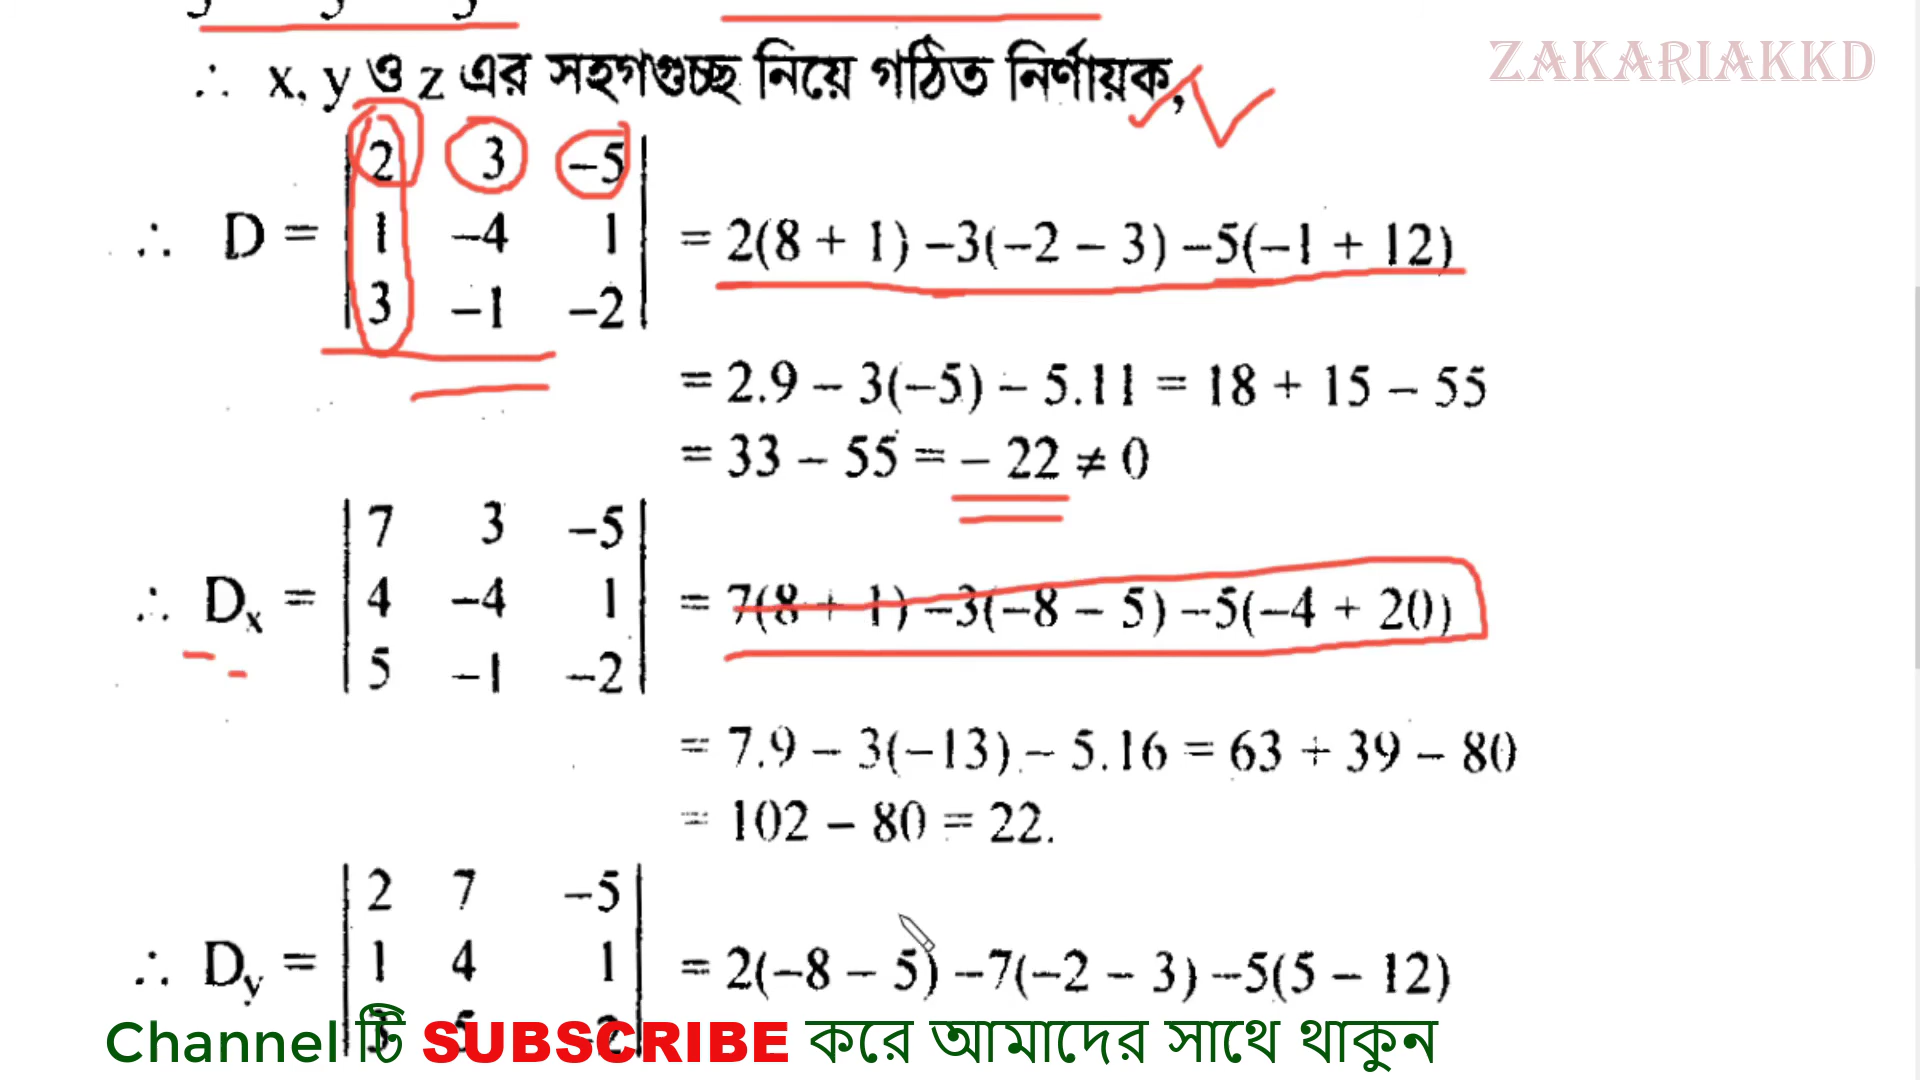 ZAKARIAKKD
∴ x, y ও z এর সহগগুচ্ছ নিয়ে গঠিত নির্ণায়ক,
∴ D = | 2 3 –5 |
| 1 –4 1 | = 2(8 + 1) –3(–2 – 3) –5(–1 + 12)
| 3 –1 –2 |
= 2.9 – 3(–5) – 5.11 = 18 + 15 – 55
= 33 – 55 = – 22 ≠ 0
| 7 3 –5 |
∴ Dx = | 4 –4 1 | = 7(8 + 1) –3(–8 – 5) –5(–4 + 20)
| 5 –1 –2 |
= 7.9 – 3(–13) – 5.16 = 63 + 39 – 80
= 102 – 80 = 22.
| 2 7 –5 |
∴ Dy = | 1 4 1 | = 2(–8 – 5) –7(–2 – 3) –5(5 – 12)
| 3 5 –2 |
Channel টি SUBSCRIBE করে আমাদের সাথে থাকুন